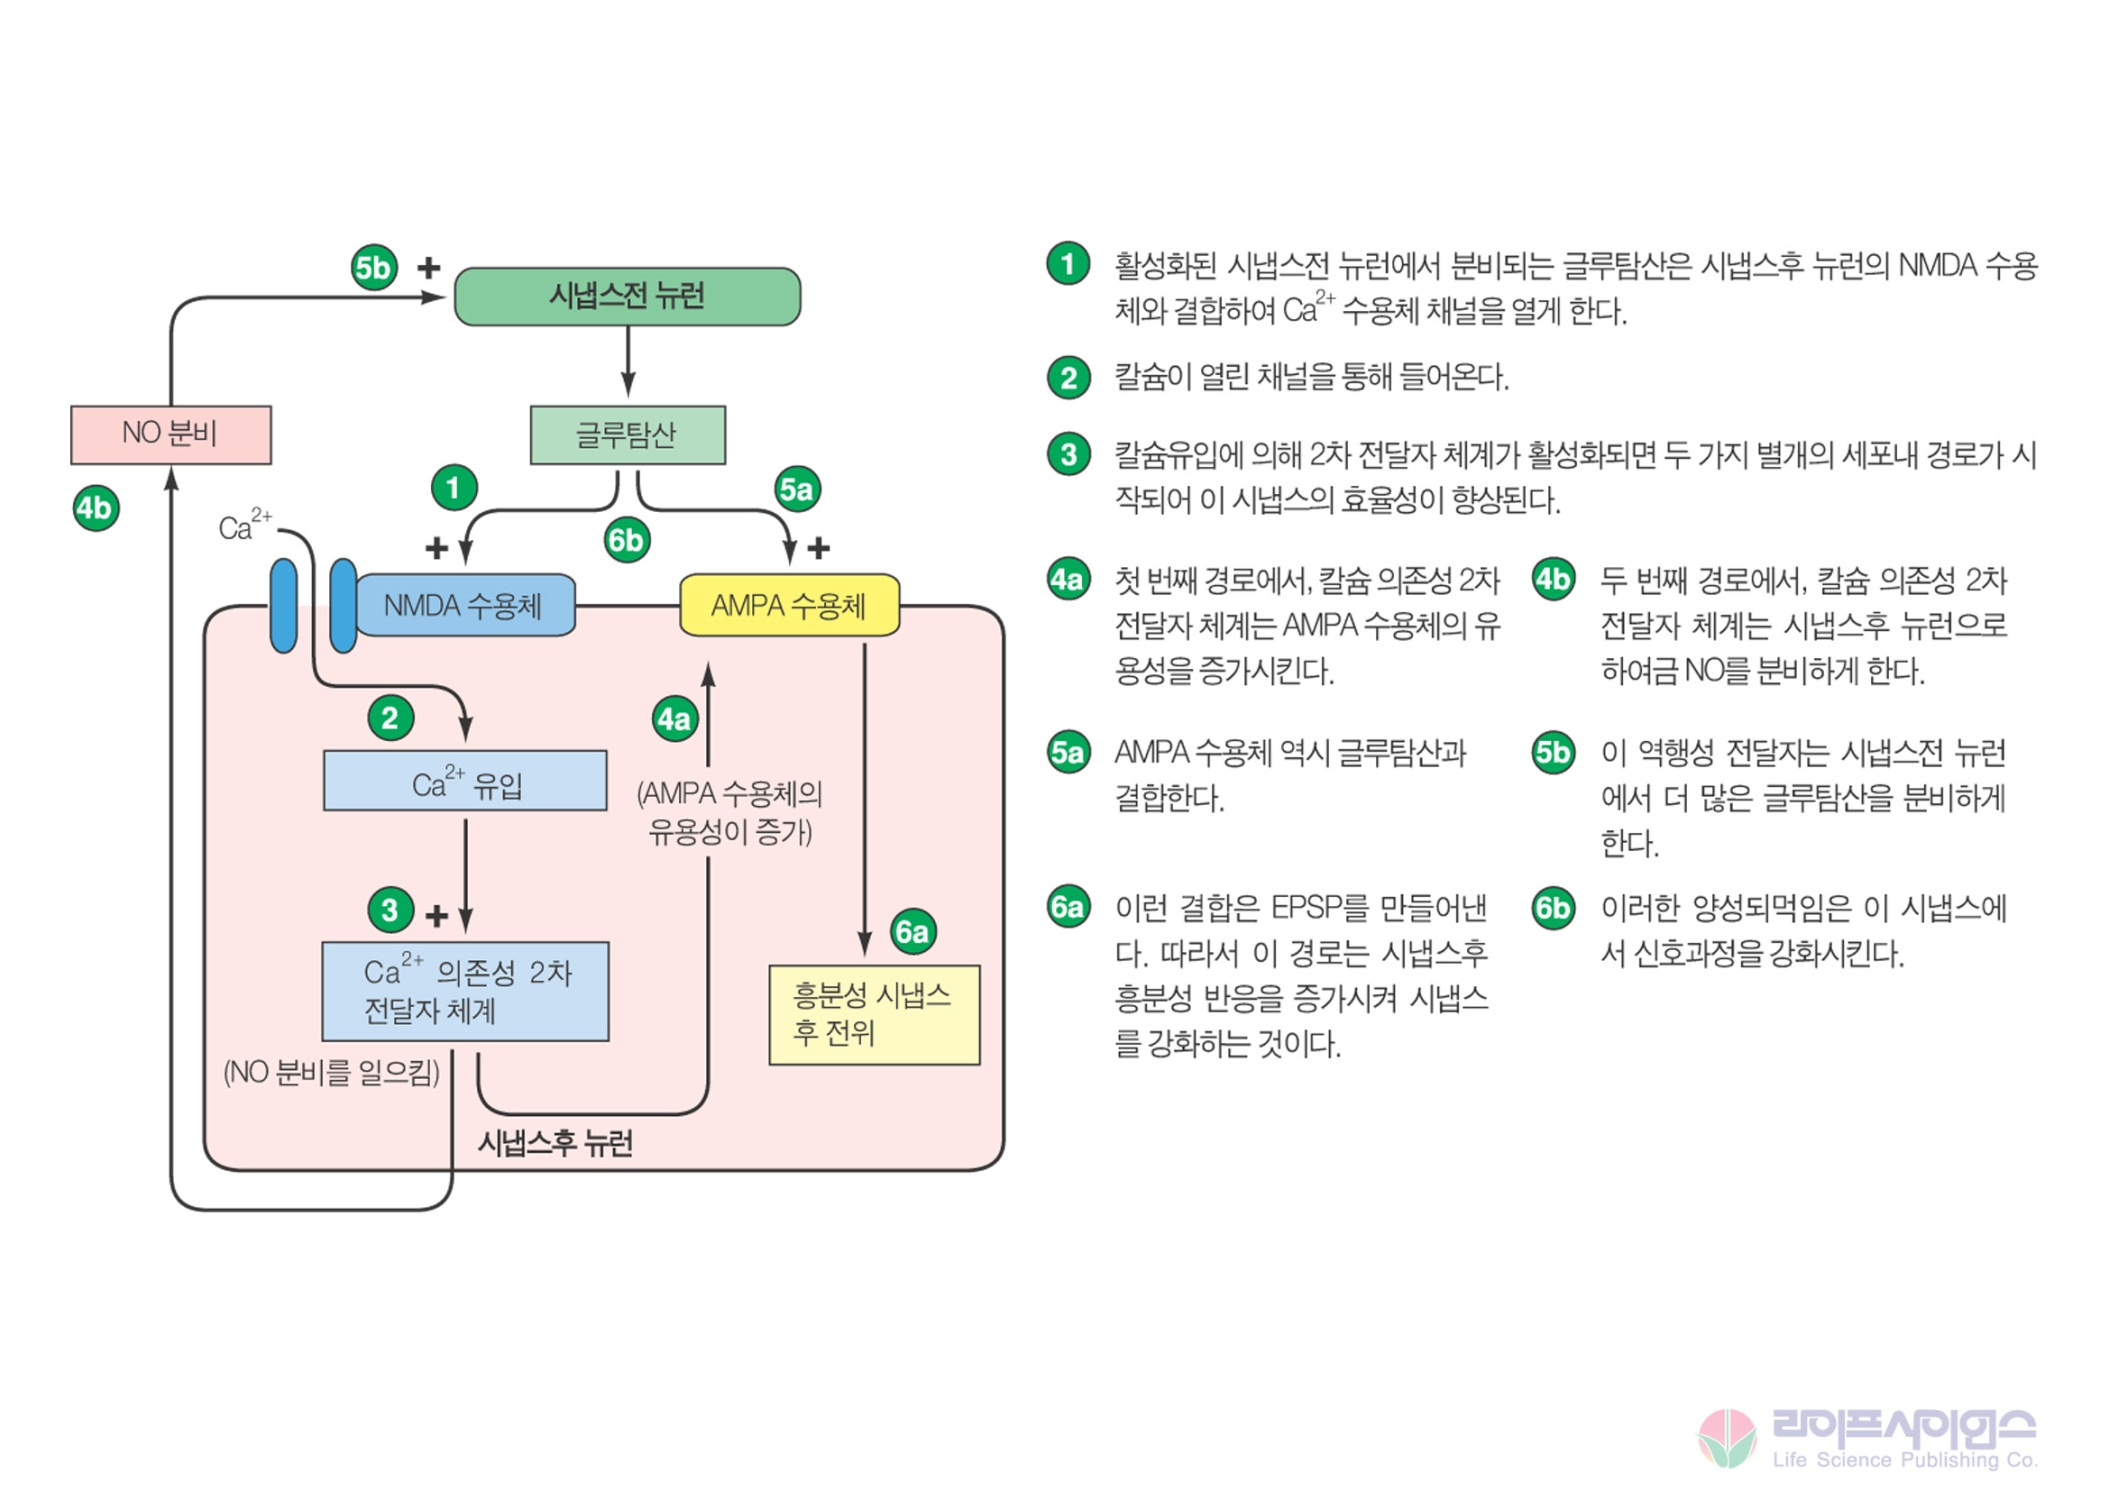 5b +
시냅스전 뉴런
NO 분비
글루탐산
4b
1
5a
Ca2+
+
6b
+
NMDA 수용체
AMPA 수용체
2
4a
Ca2+ 유입
(AMPA 수용체의
유용성이 증가)
3 +
6a
Ca2+ 의존성 2차
전달자 체계
흥분성 시냅스
후 전위
(NO 분비를 일으킴)
시냅스후 뉴런
1 활성화된 시냅스전 뉴런에서 분비되는 글루탐산은 시냅스후 뉴런의 NMDA 수용
체와 결합하여 Ca2+ 수용체 채널을 열게 한다.
2 칼슘이 열린 채널을 통해 들어온다.
3 칼슘유입에 의해 2차 전달자 체계가 활성화되면 두 가지 별개의 세포내 경로가 시
작되어 이 시냅스의 효율성이 향상된다.
4a 첫 번째 경로에서, 칼슘 의존성 2차
전달자 체계는 AMPA 수용체의 유
용성을 증가시킨다.
4b 두 번째 경로에서, 칼슘 의존성 2차
전달자 체계는 시냅스후 뉴런으로
하여금 NO를 분비하게 한다.
5a AMPA 수용체 역시 글루탐산과
결합한다.
5b 이 역행성 전달자는 시냅스전 뉴런
에서 더 많은 글루탐산을 분비하게
한다.
6a 이런 결합은 EPSP를 만들어낸
다. 따라서 이 경로는 시냅스후
흥분성 반응을 증가시켜 시냅스
를 강화하는 것이다.
6b 이러한 양성되먹임은 이 시냅스에
서 신호과정을 강화시킨다.
라이프사이언스
Life Science Publishing Co.